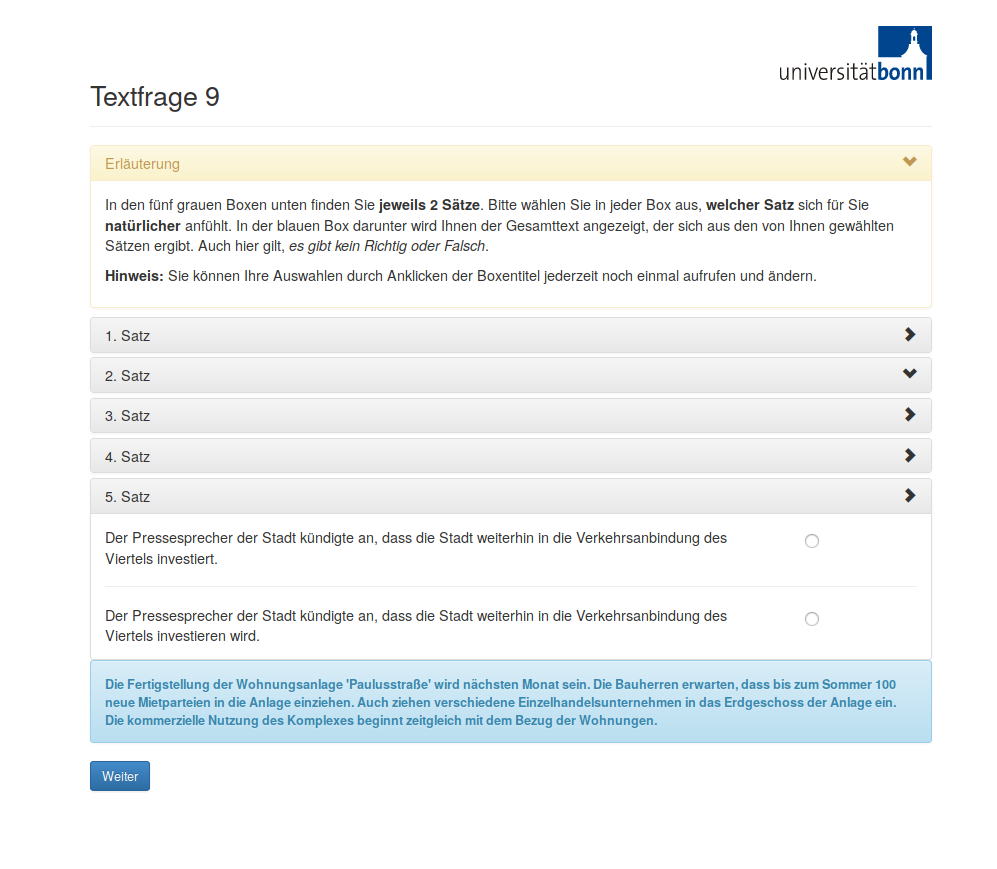 universitätbonn
Textfrage 9
Erläuterung
In den fünf grauen Boxen unten finden Sie jeweils 2 Sätze. Bitte wählen Sie in jeder Box aus, welcher Satz sich für Sie
natürlicher anfühlt. In der blauen Box darunter wird Ihnen der Gesamttext angezeigt, der sich aus den von Ihnen gewählten
Sätzen ergibt. Auch hier gilt, es gibt kein Richtig oder Falsch.
Hinweis: Sie können Ihre Auswahlen durch Anklicken der Boxentitel jederzeit noch einmal aufrufen und ändern.
1. Satz
2. Satz
3. Satz
4. Satz
5. Satz
Der Pressesprecher der Stadt kündigte an, dass die Stadt weiterhin in die Verkehrsanbindung des
Viertels investiert.
Der Pressesprecher der Stadt kündigte an, dass die Stadt weiterhin in die Verkehrsanbindung des
Viertels investieren wird.
Die Fertigstellung der Wohnungsanlage 'Paulusstraße' wird nächsten Monat sein. Die Bauherren erwarten, dass bis zum Sommer 100
neue Mietparteien in die Anlage einziehen. Auch ziehen verschiedene Einzelhandelsunternehmen in das Erdgeschoss der Anlage ein.
Die kommerzielle Nutzung des Komplexes beginnt zeitgleich mit dem Bezug der Wohnungen.
Weiter